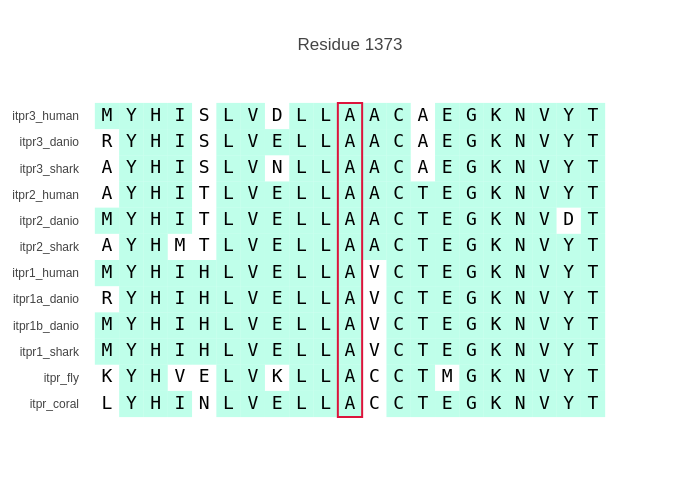 Residue 1373
itpr3_human M Y H I S L V D L L A A C A E G K N V Y T
itpr3_danio R Y H I S L V E L L A A C A E G K N V Y T
itpr3_shark A Y H I S L V N L L A A C A E G K N V Y T
itpr2_human A Y H I T L V E L L A A C T E G K N V Y T
itpr2_danio M Y H I T L V E L L A A C T E G K N V D T
itpr2_shark A Y H M T L V E L L A A C T E G K N V Y T
itpr1_human M Y H I H L V E L L A V C T E G K N V Y T
itpr1a_danio R Y H I H L V E L L A V C T E G K N V Y T
itpr1b_danio M Y H I H L V E L L A V C T E G K N V Y T
itpr1_shark M Y H I H L V E L L A V C T E G K N V Y T
itpr_fly K Y H V E L V K L L A C C T M G K N V Y T
itpr_coral L Y H I N L V E L L A C C T E G K N V Y T